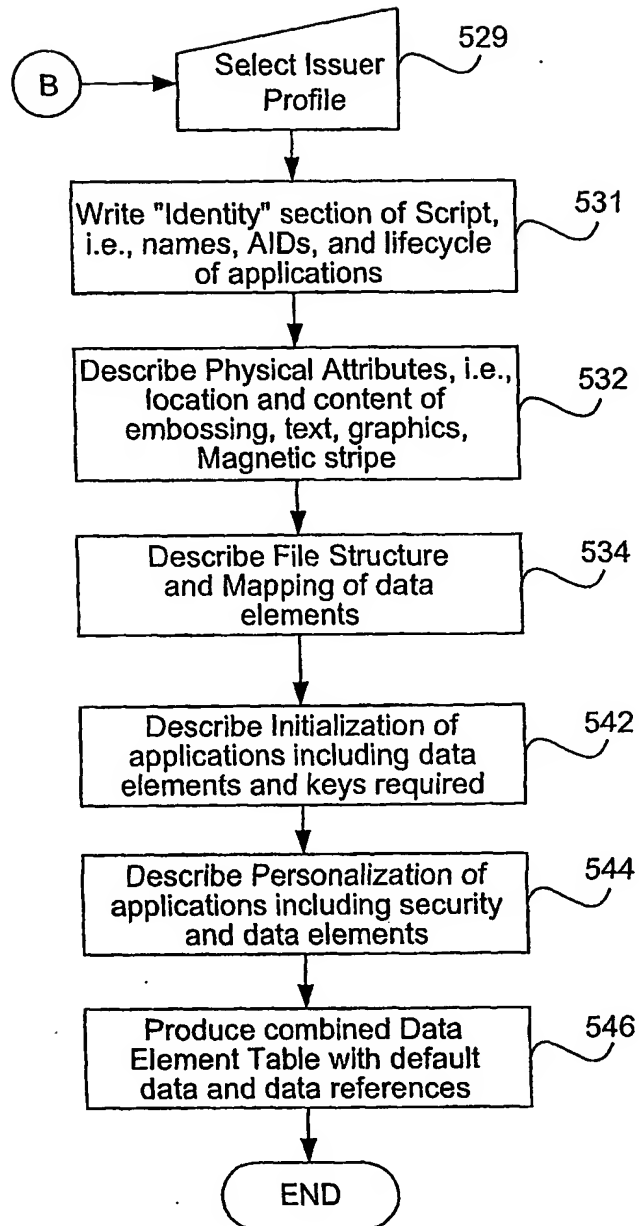 529
B
Select Issuer
Profile
Write "Identity" section of Script,
i.e., names, AIDs, and lifecycle
of applications
531
Describe Physical Attributes, i.e.,
location and content of
embossing, text, graphics,
Magnetic stripe
532
Describe File Structure
and Mapping of data
elements
534
Describe Initialization of
applications including data
elements and keys required
542
Describe Personalization of
applications including security
and data elements
544
Produce combined Data
Element Table with default
data and data references
546
END